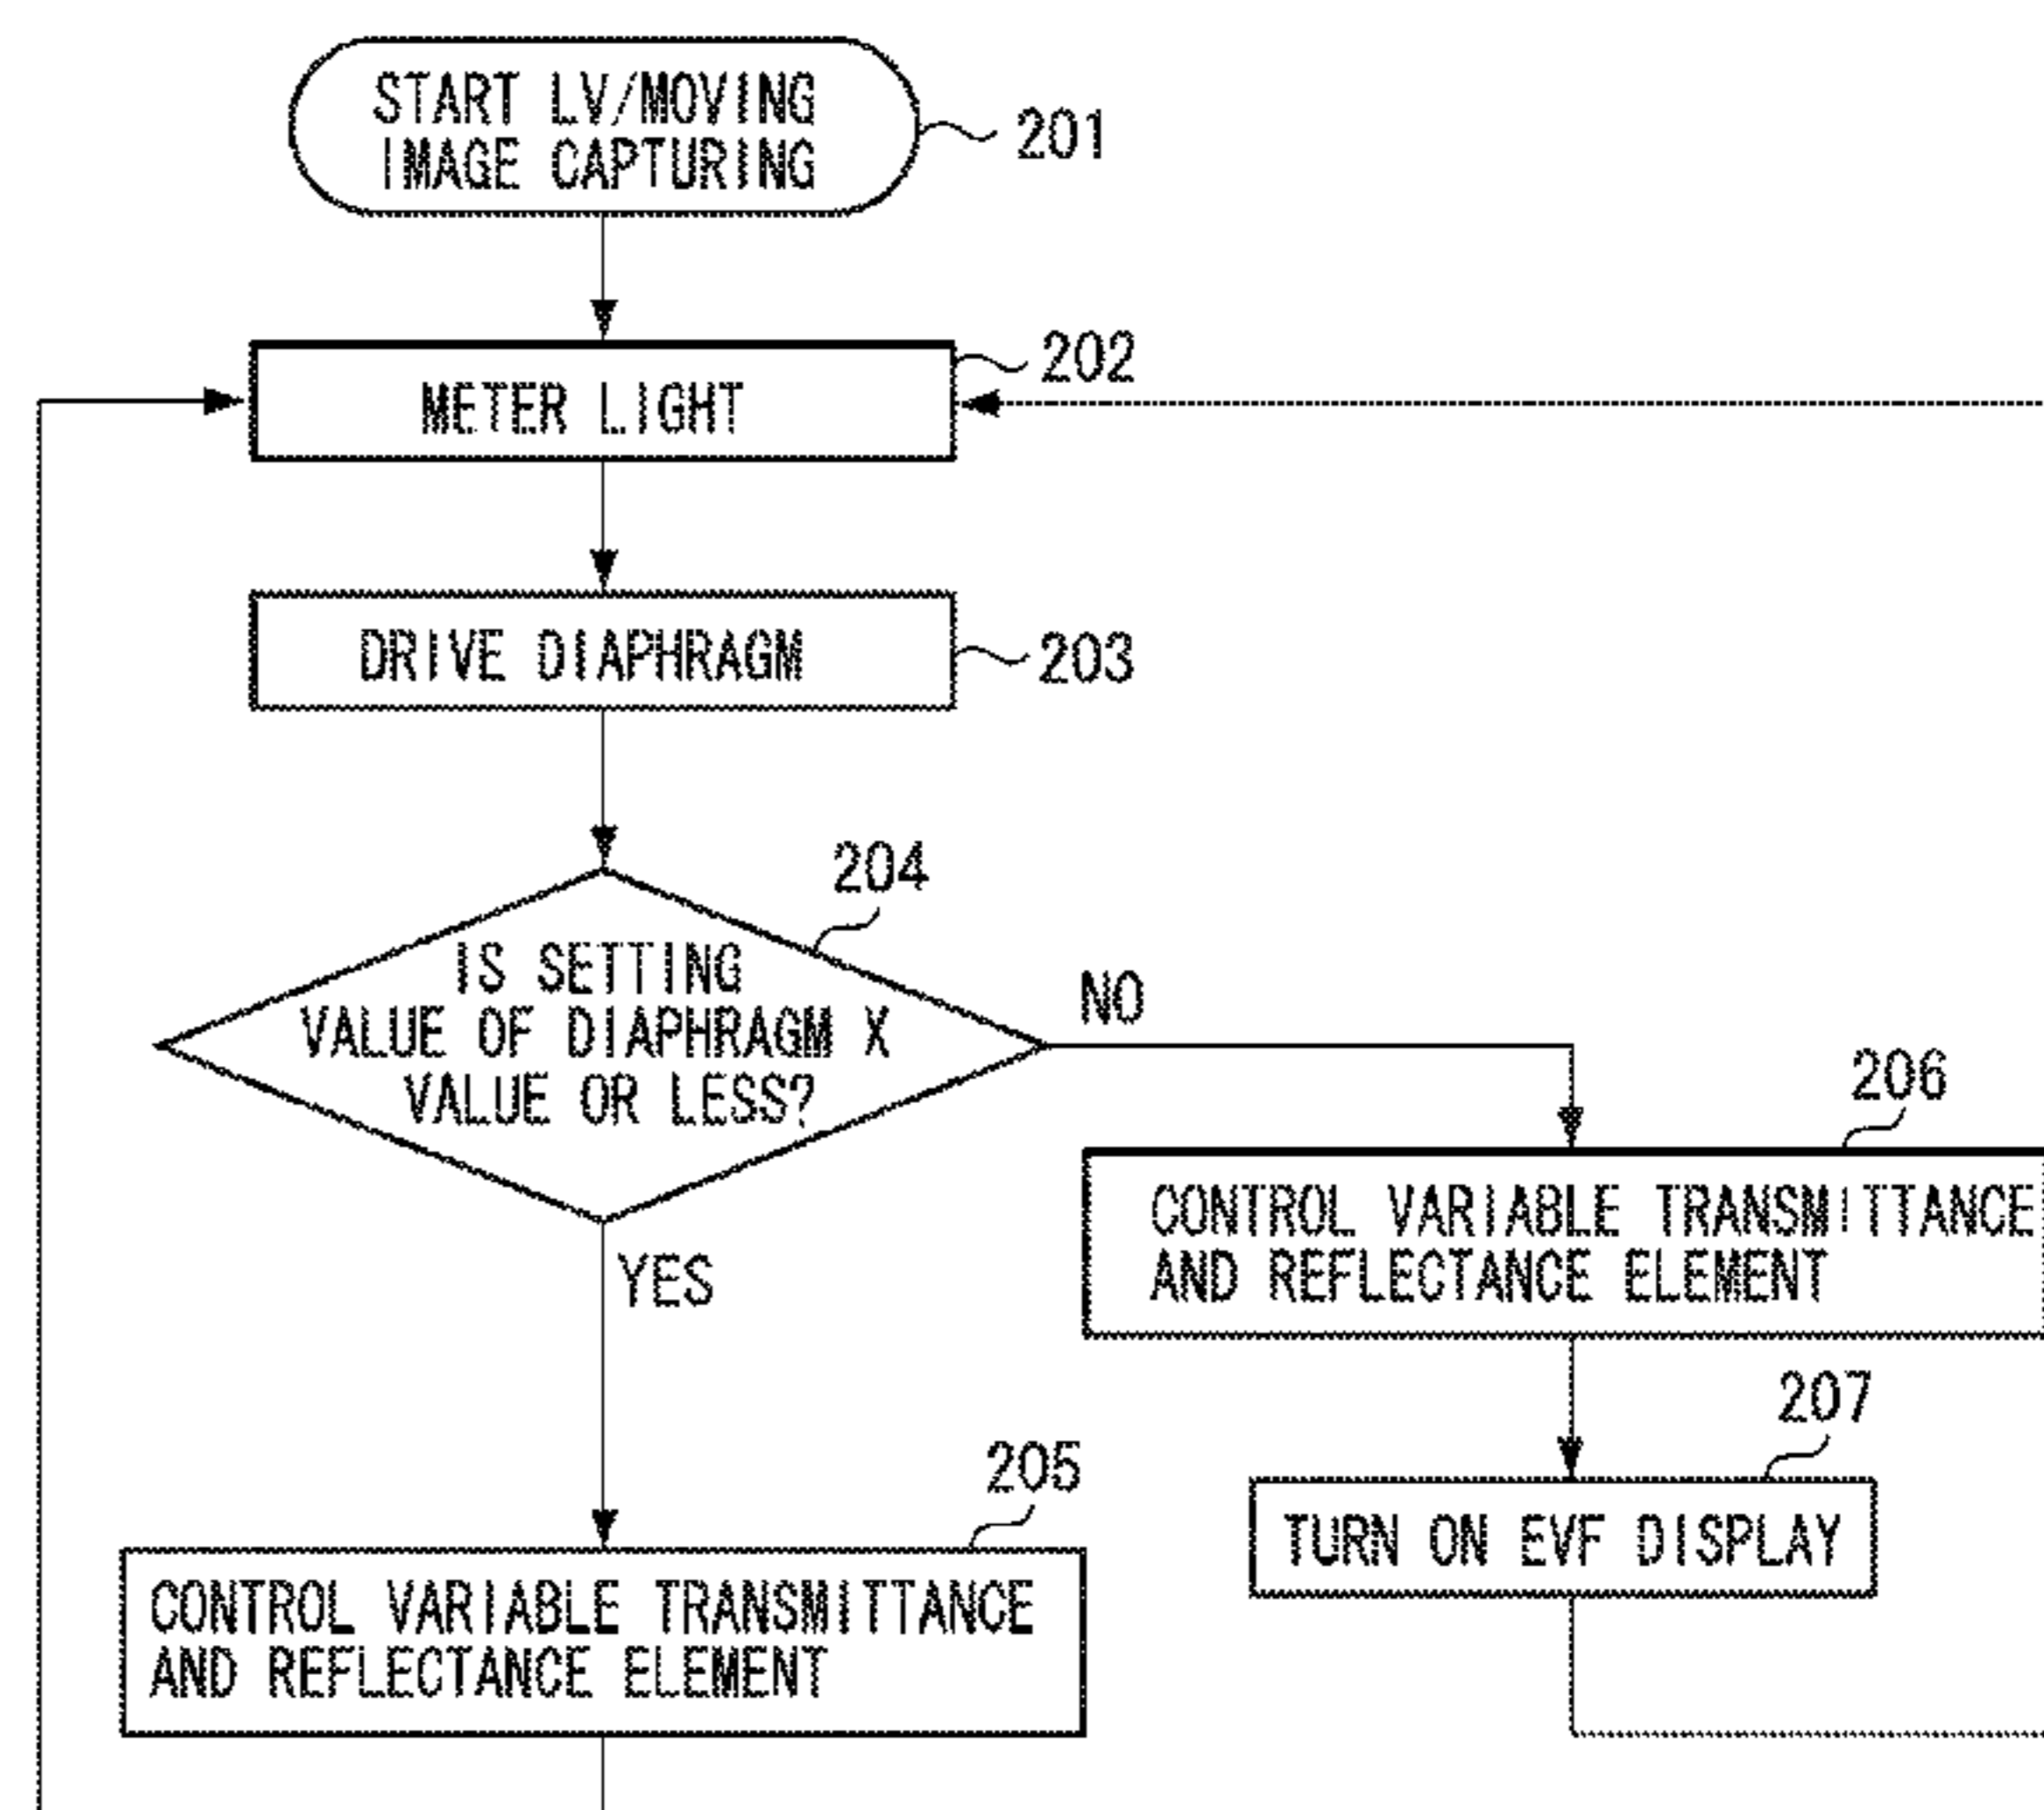 START LV/MOVING
IMAGE CAPTURING
201
202
METER LIGHT
DRIVE DIAPHRAGM
203
204
IS SETTING
VALUE OF DIAPHRAGM X
VALUE OR LESS?
NO
YES
206
CONTROL VARIABLE TRANSMITTANCE
AND REFLECTANCE ELEMENT
207
TURN ON EVF DISPLAY
205
CONTROL VARIABLE TRANSMITTANCE
AND REFLECTANCE ELEMENT